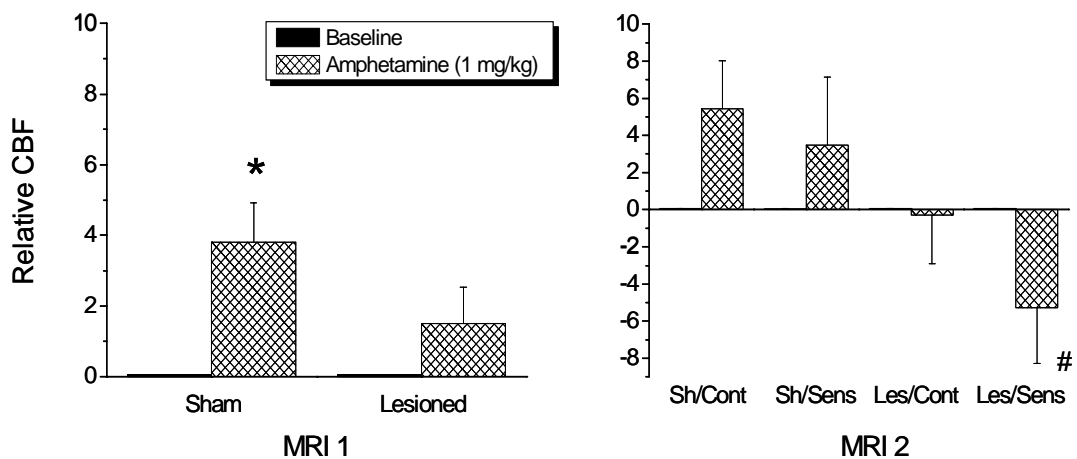 Relative CBF
10
8
6
4
2
0
Baseline
Amphetamine (1 mg/kg)
*
Sham Lesioned
MRI 1
10
8
6
4
2
0
-2
-4
-6
-8
#
Sh/Cont Sh/Sens Les/Cont Les/Sens
MRI 2